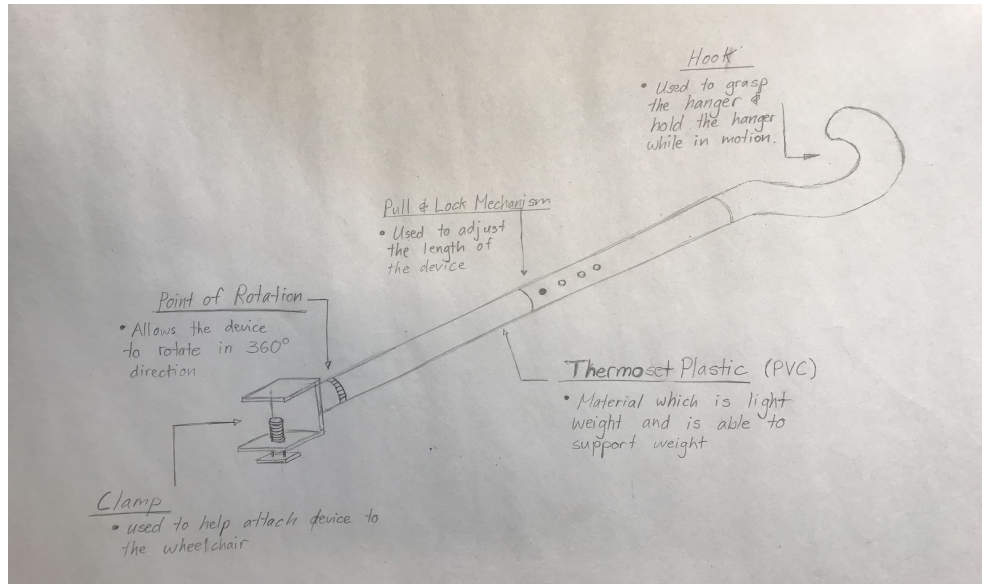 Hook
• Used to grasp
the hanger &
hold the hanger
while in motion.
Pull & Lock Mechanism
• Used to adjust
the length of
the device
Point of Rotation
• Allows the device
to rotate in 360°
direction
Thermoset Plastic (PVC)
• Material which is light
weight and is able to
support weight
Clamp
• used to help attach device to
the wheelchair